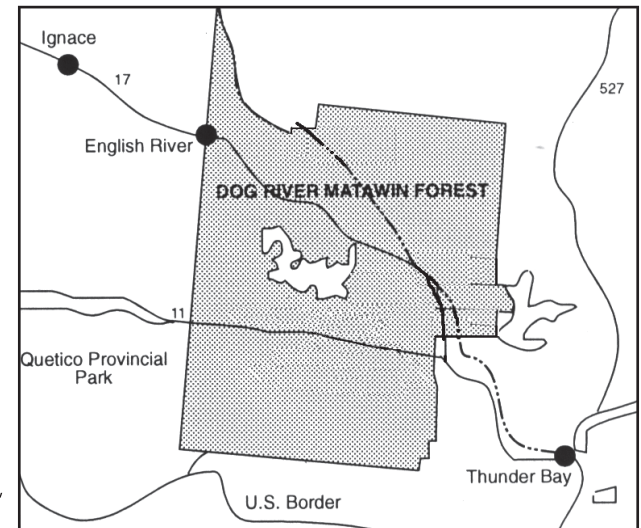 Ignace
17
527
English River
DOG RIVER MATAWIN FOREST
11
Quetico Provincial
Park
Thunder Bay
U.S. Border